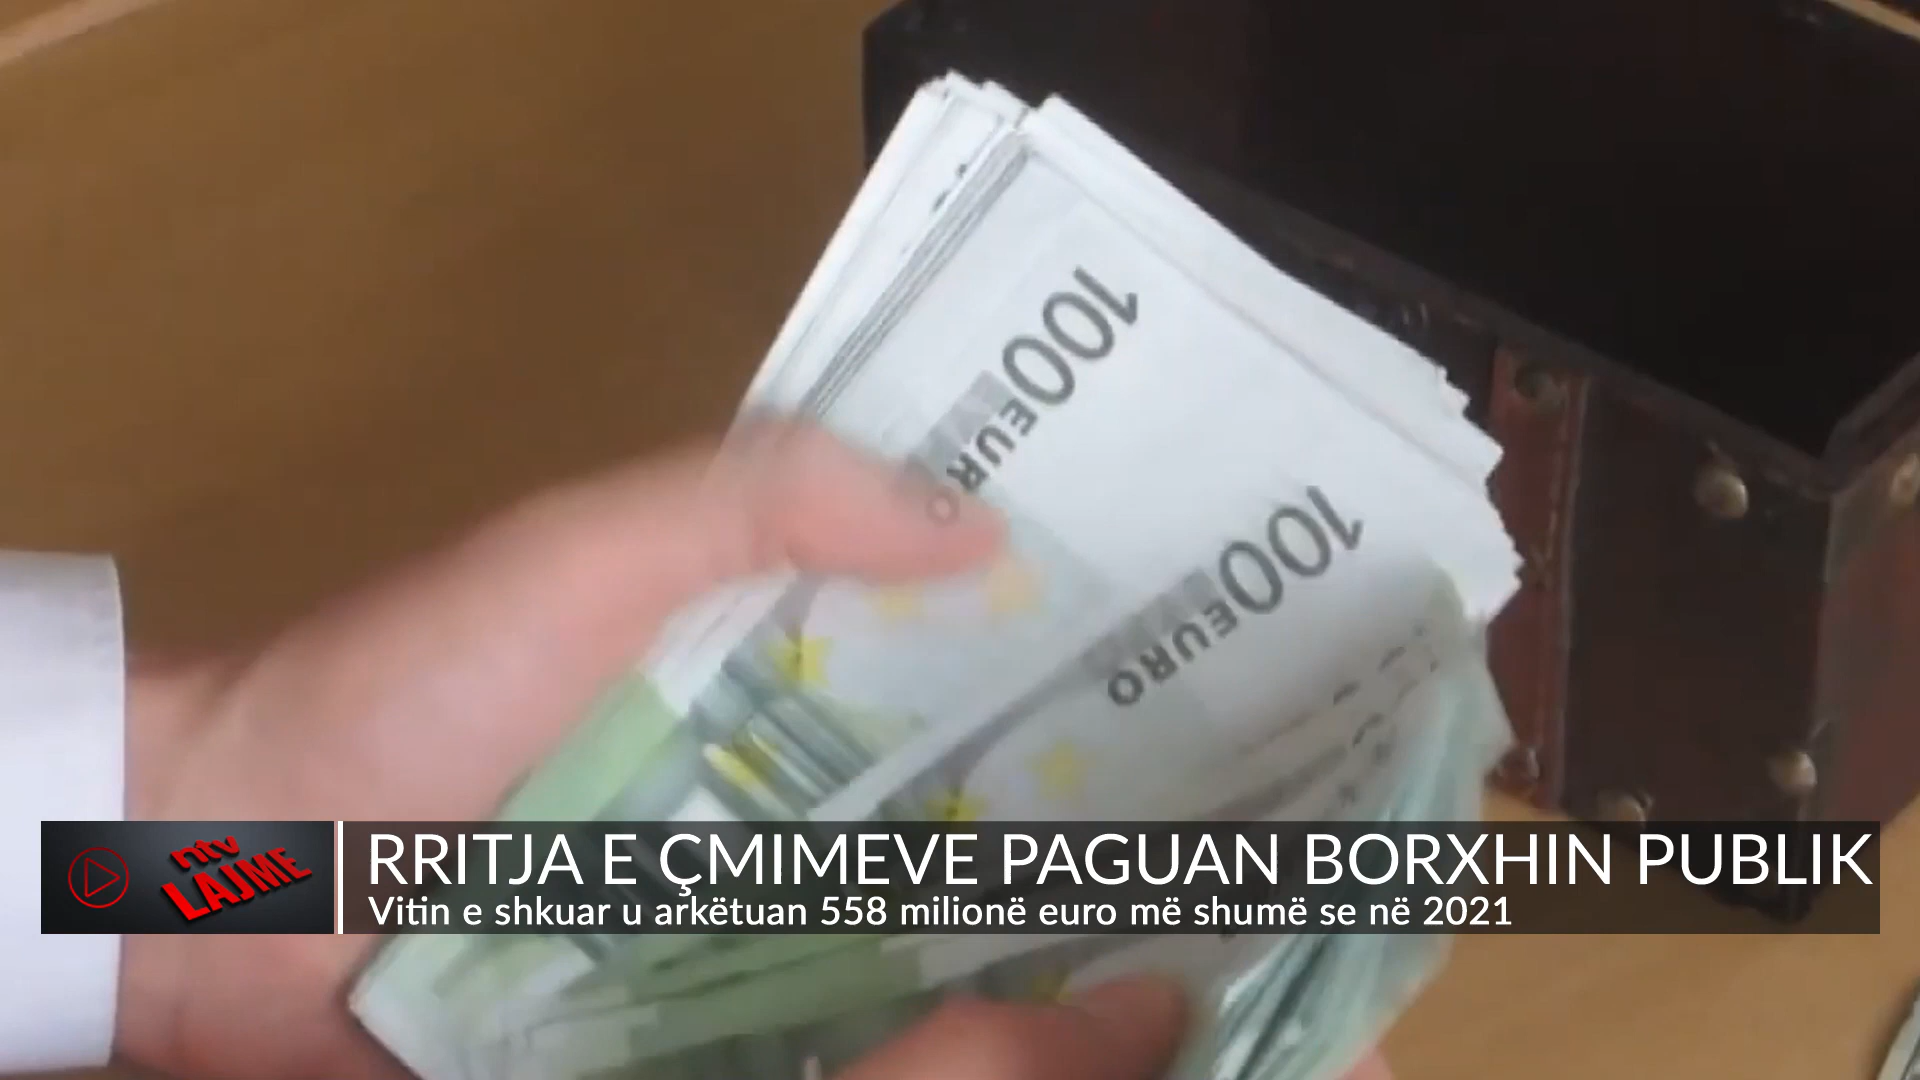 100
EURO
100
EURO
ntv
LAJME
RRITJA E ÇMIMEVE PAGUAN BORXHIN PUBLIK
Vitin e shkuar u arkëtuan 558 milionë euro më shumë se në 2021